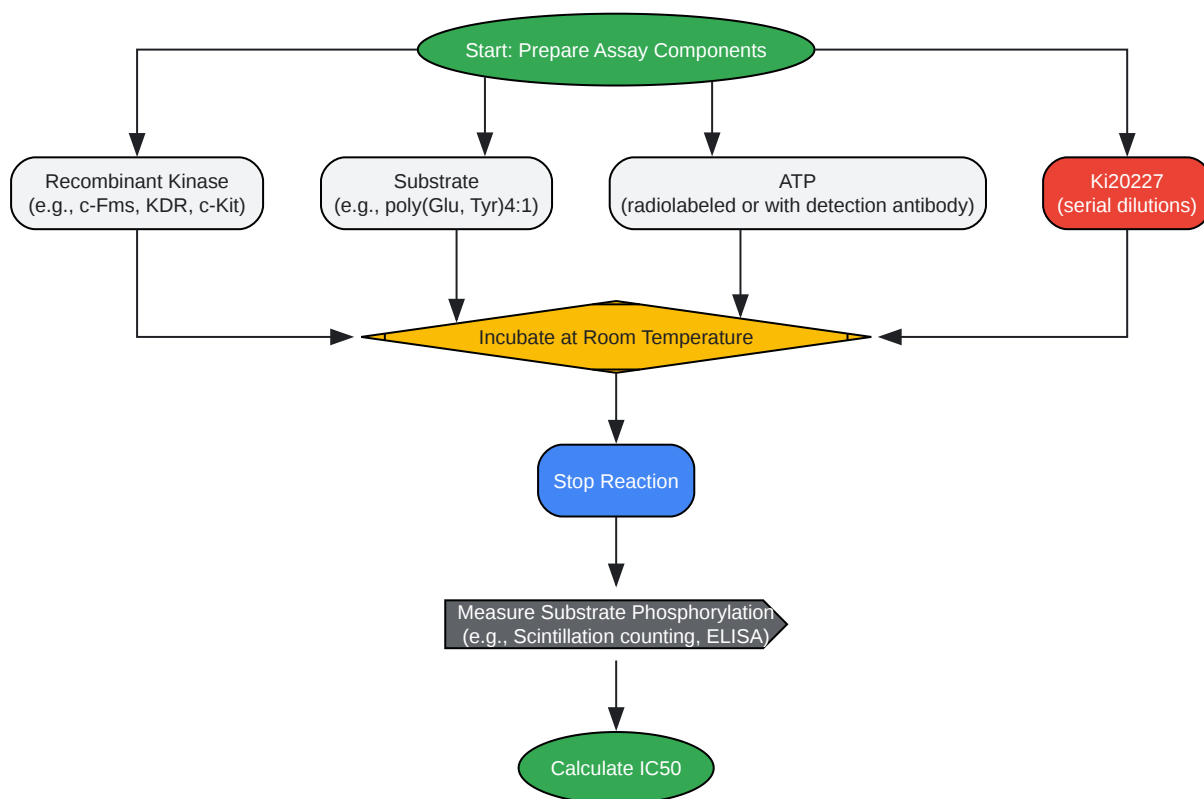 Start: Prepare Assay Components
Recombinant Kinase
(e.g., c-Fms, KDR, c-Kit)
Substrate
(e.g., poly(Glu, Tyr)4:1)
ATP
(radiolabeled or with detection antibody)
Ki20227
(serial dilutions)
Incubate at Room Temperature
Stop Reaction
Measure Substrate Phosphorylation
(e.g., Scintillation counting, ELISA)
Calculate IC50